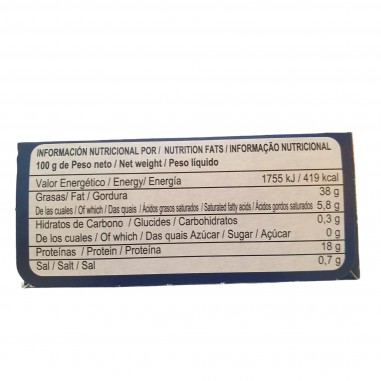 INFORMACIÓN NUTRICIONAL POR / NUTRITION FATS / INFORMAÇÃO NUTRICIONAL
100 g de Peso neto / Net weight / Peso líquido
Valor Energético / Energy/ Energía 1755 kJ / 419 kcal
Grasas/ Fat / Gordura 38 g
De las cuales / Of which / Das quais / Ácidos grasos saturados / Saturated fatty acids / Ácidos gordos saturados 5,8 g
Hidratos de Carbono / Glucides / Carbohidratos 0,3 g
De los cuales / Of which / Das quais Azúcar / Sugar / Açúcar 0 g
Proteínas / Protein / Proteína 18 g
Sal / Salt / Sal 0,7 g